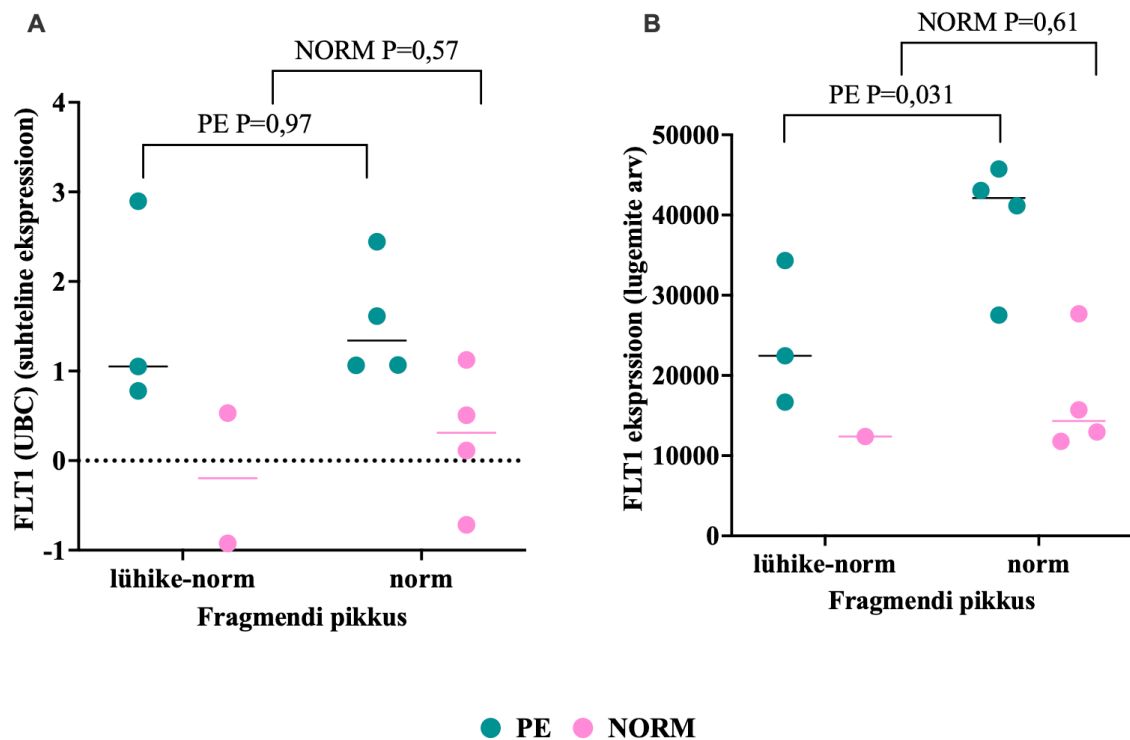 A
NORM P=0,57
PE P=0,97
FLT1 (UBC) (suhteline ekspressioon)
4
3
2
1
0
-1
lühike-norm
norm
Fragmendi pikkus
B
NORM P=0,61
PE P=0,031
FLT1 eksprssioon (lugemite arv)
50000
40000
30000
20000
10000
0
lühike-norm
norm
Fragmendi pikkus
PE
NORM